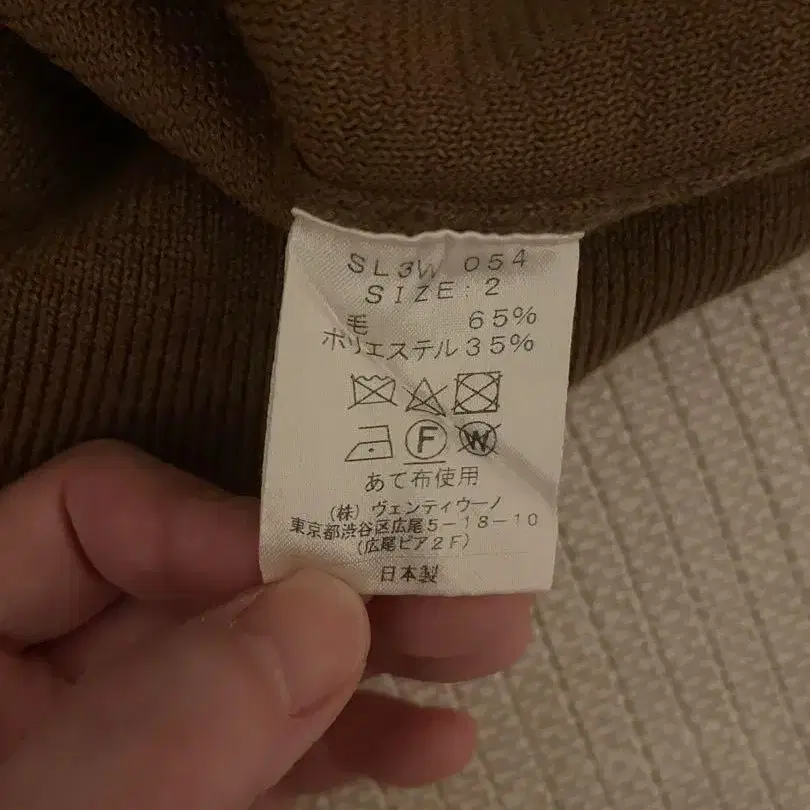 SL3W 054
SIZE:2
毛 65%
ポリエステル 35%
F W
あて布使用
(株) ヴェンティウーノ
東京都渋谷区広尾5-18-10
(広尾ピア2F)
日本製